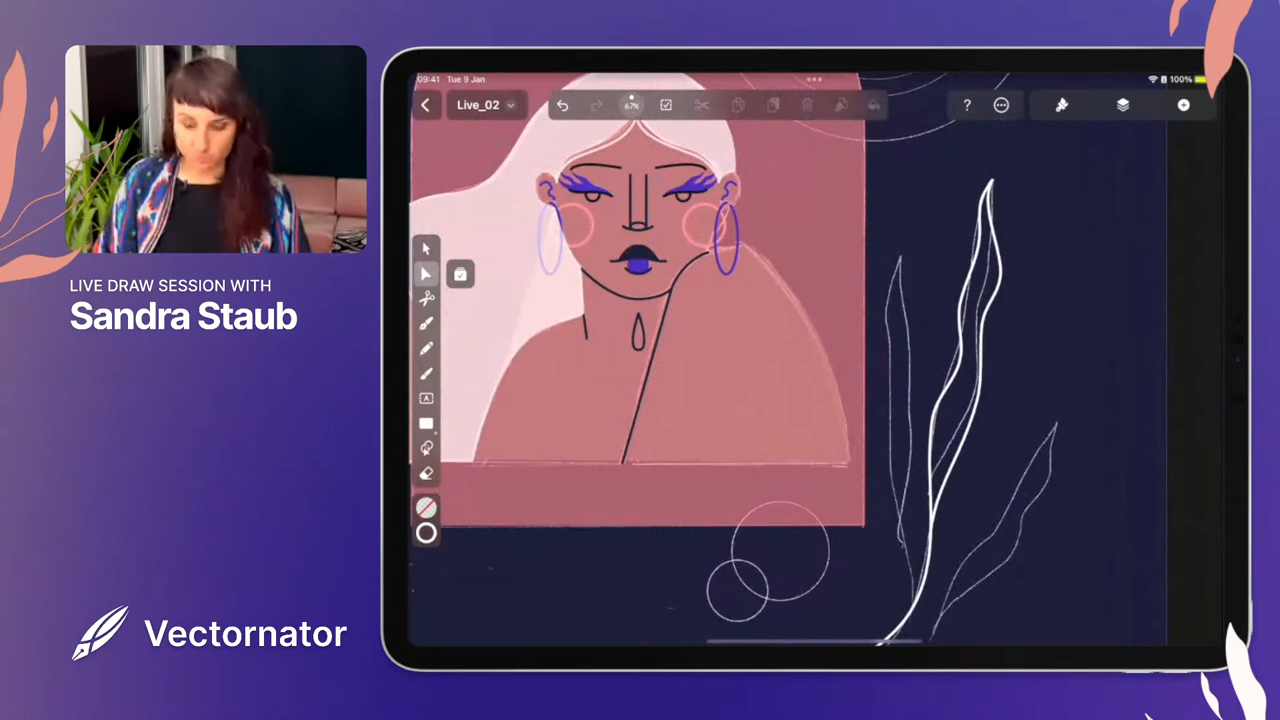 LIVE DRAW SESSION WITH
Sandra Staub
Vectornator
09:41 Tue 9 Jan
100%
Live_02
67%
?
A